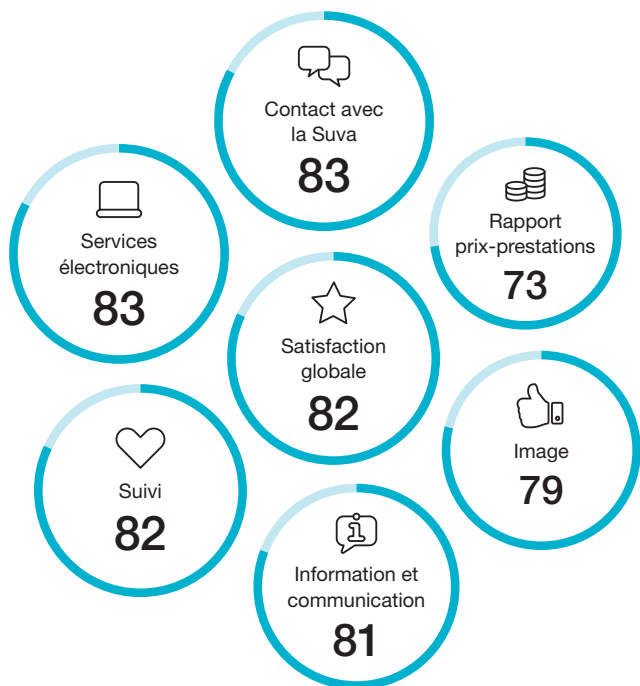 Contact avec
la Suva
83
Services
électroniques
83
Rapport
prix-prestations
73
Satisfaction
globale
82
Image
79
Suivi
82
Information et
communication
81